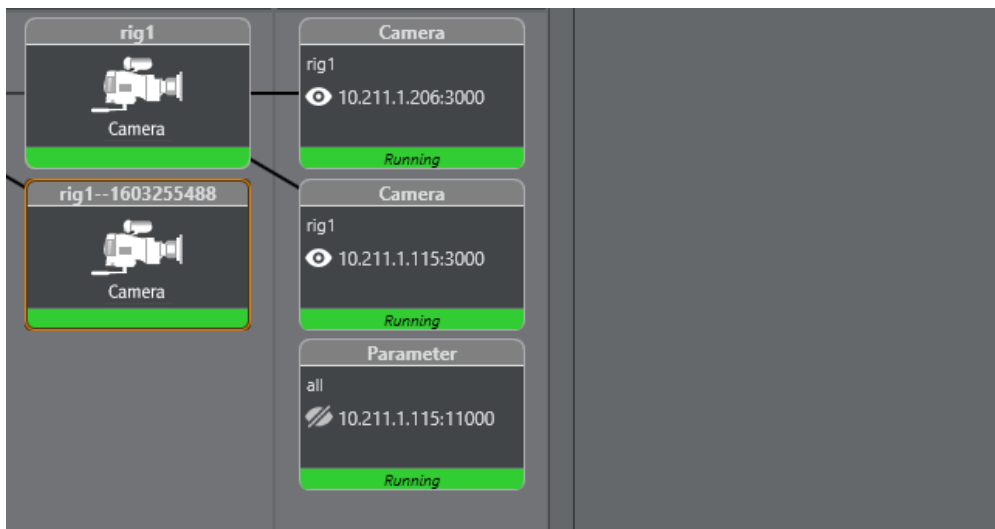 rig1
Camera
rig1--1603255488
Camera
Camera
rig1
10.211.1.206:3000
Running
Camera
rig1
10.211.1.115:3000
Running
Parameter
all
10.211.1.115:11000
Running